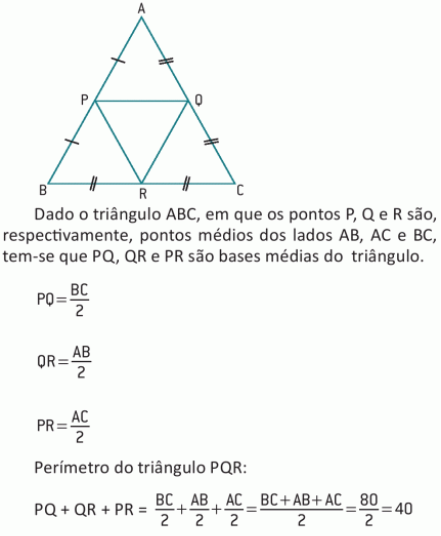 A
P
Q
B
R
C
Dado o triângulo ABC, em que os pontos P, Q e R são,
respectivamente, pontos médios dos lados AB, AC e BC,
tem-se que PQ, QR e PR são bases médias do triângulo.
PQ = BC/2
QR = AB/2
PR = AC/2
Perímetro do triângulo PQR:
PQ + QR + PR = BC/2 + AB/2 + AC/2 = BC + AB + AC/2 = 80/2 = 40